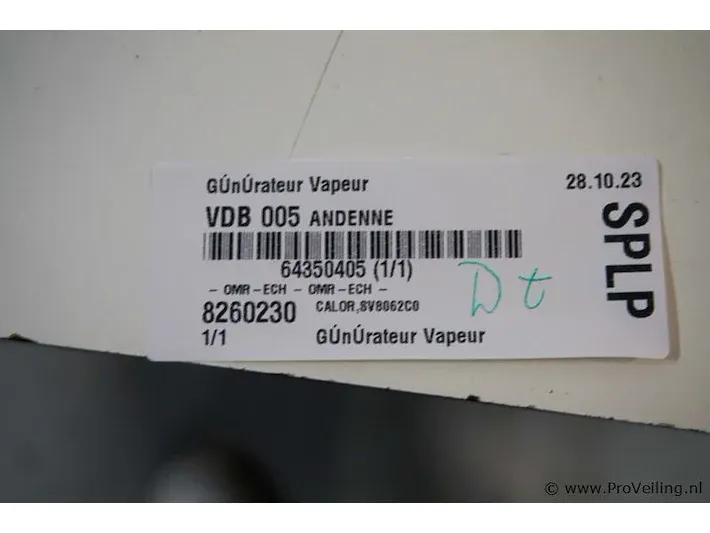 GÚnÚrateur Vapeur
28.10.23
VDB 005 ANDENNE
SPLP
64350405 (1/1)
– OMR–ECH – OMR–ECH –
8260230
CALOR,SV8062C0
Dt
1/1
GÚnÚrateur Vapeur
© www.ProVeiling.nl